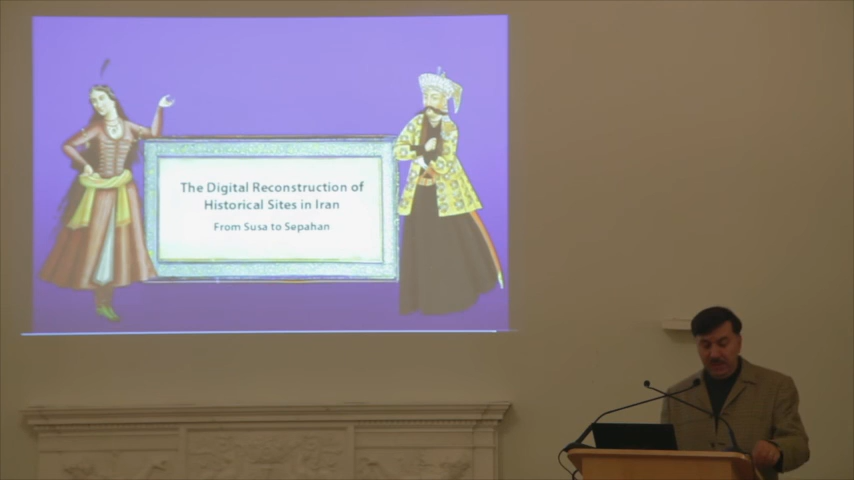 The Digital Reconstruction of
Historical Sites in Iran
From Susa to Sepahan